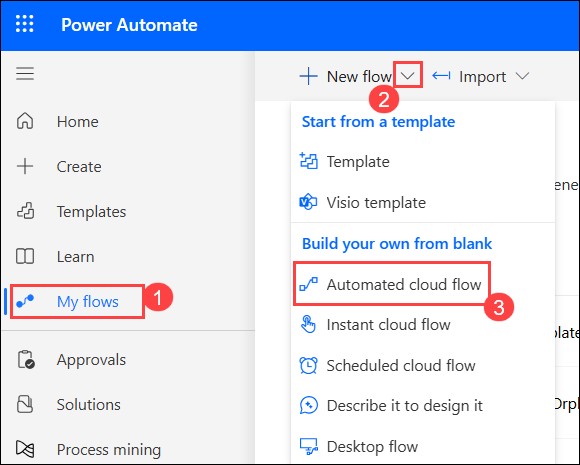 Power Automate
New flow
Import
2
Home
Start from a template
Create
Template
Templates
Visio template
Learn
Build your own from blank
My flows
1
Automated cloud flow
3
Instant cloud flow
Approvals
Scheduled cloud flow
Solutions
Describe it to design it
Process mining
Desktop flow